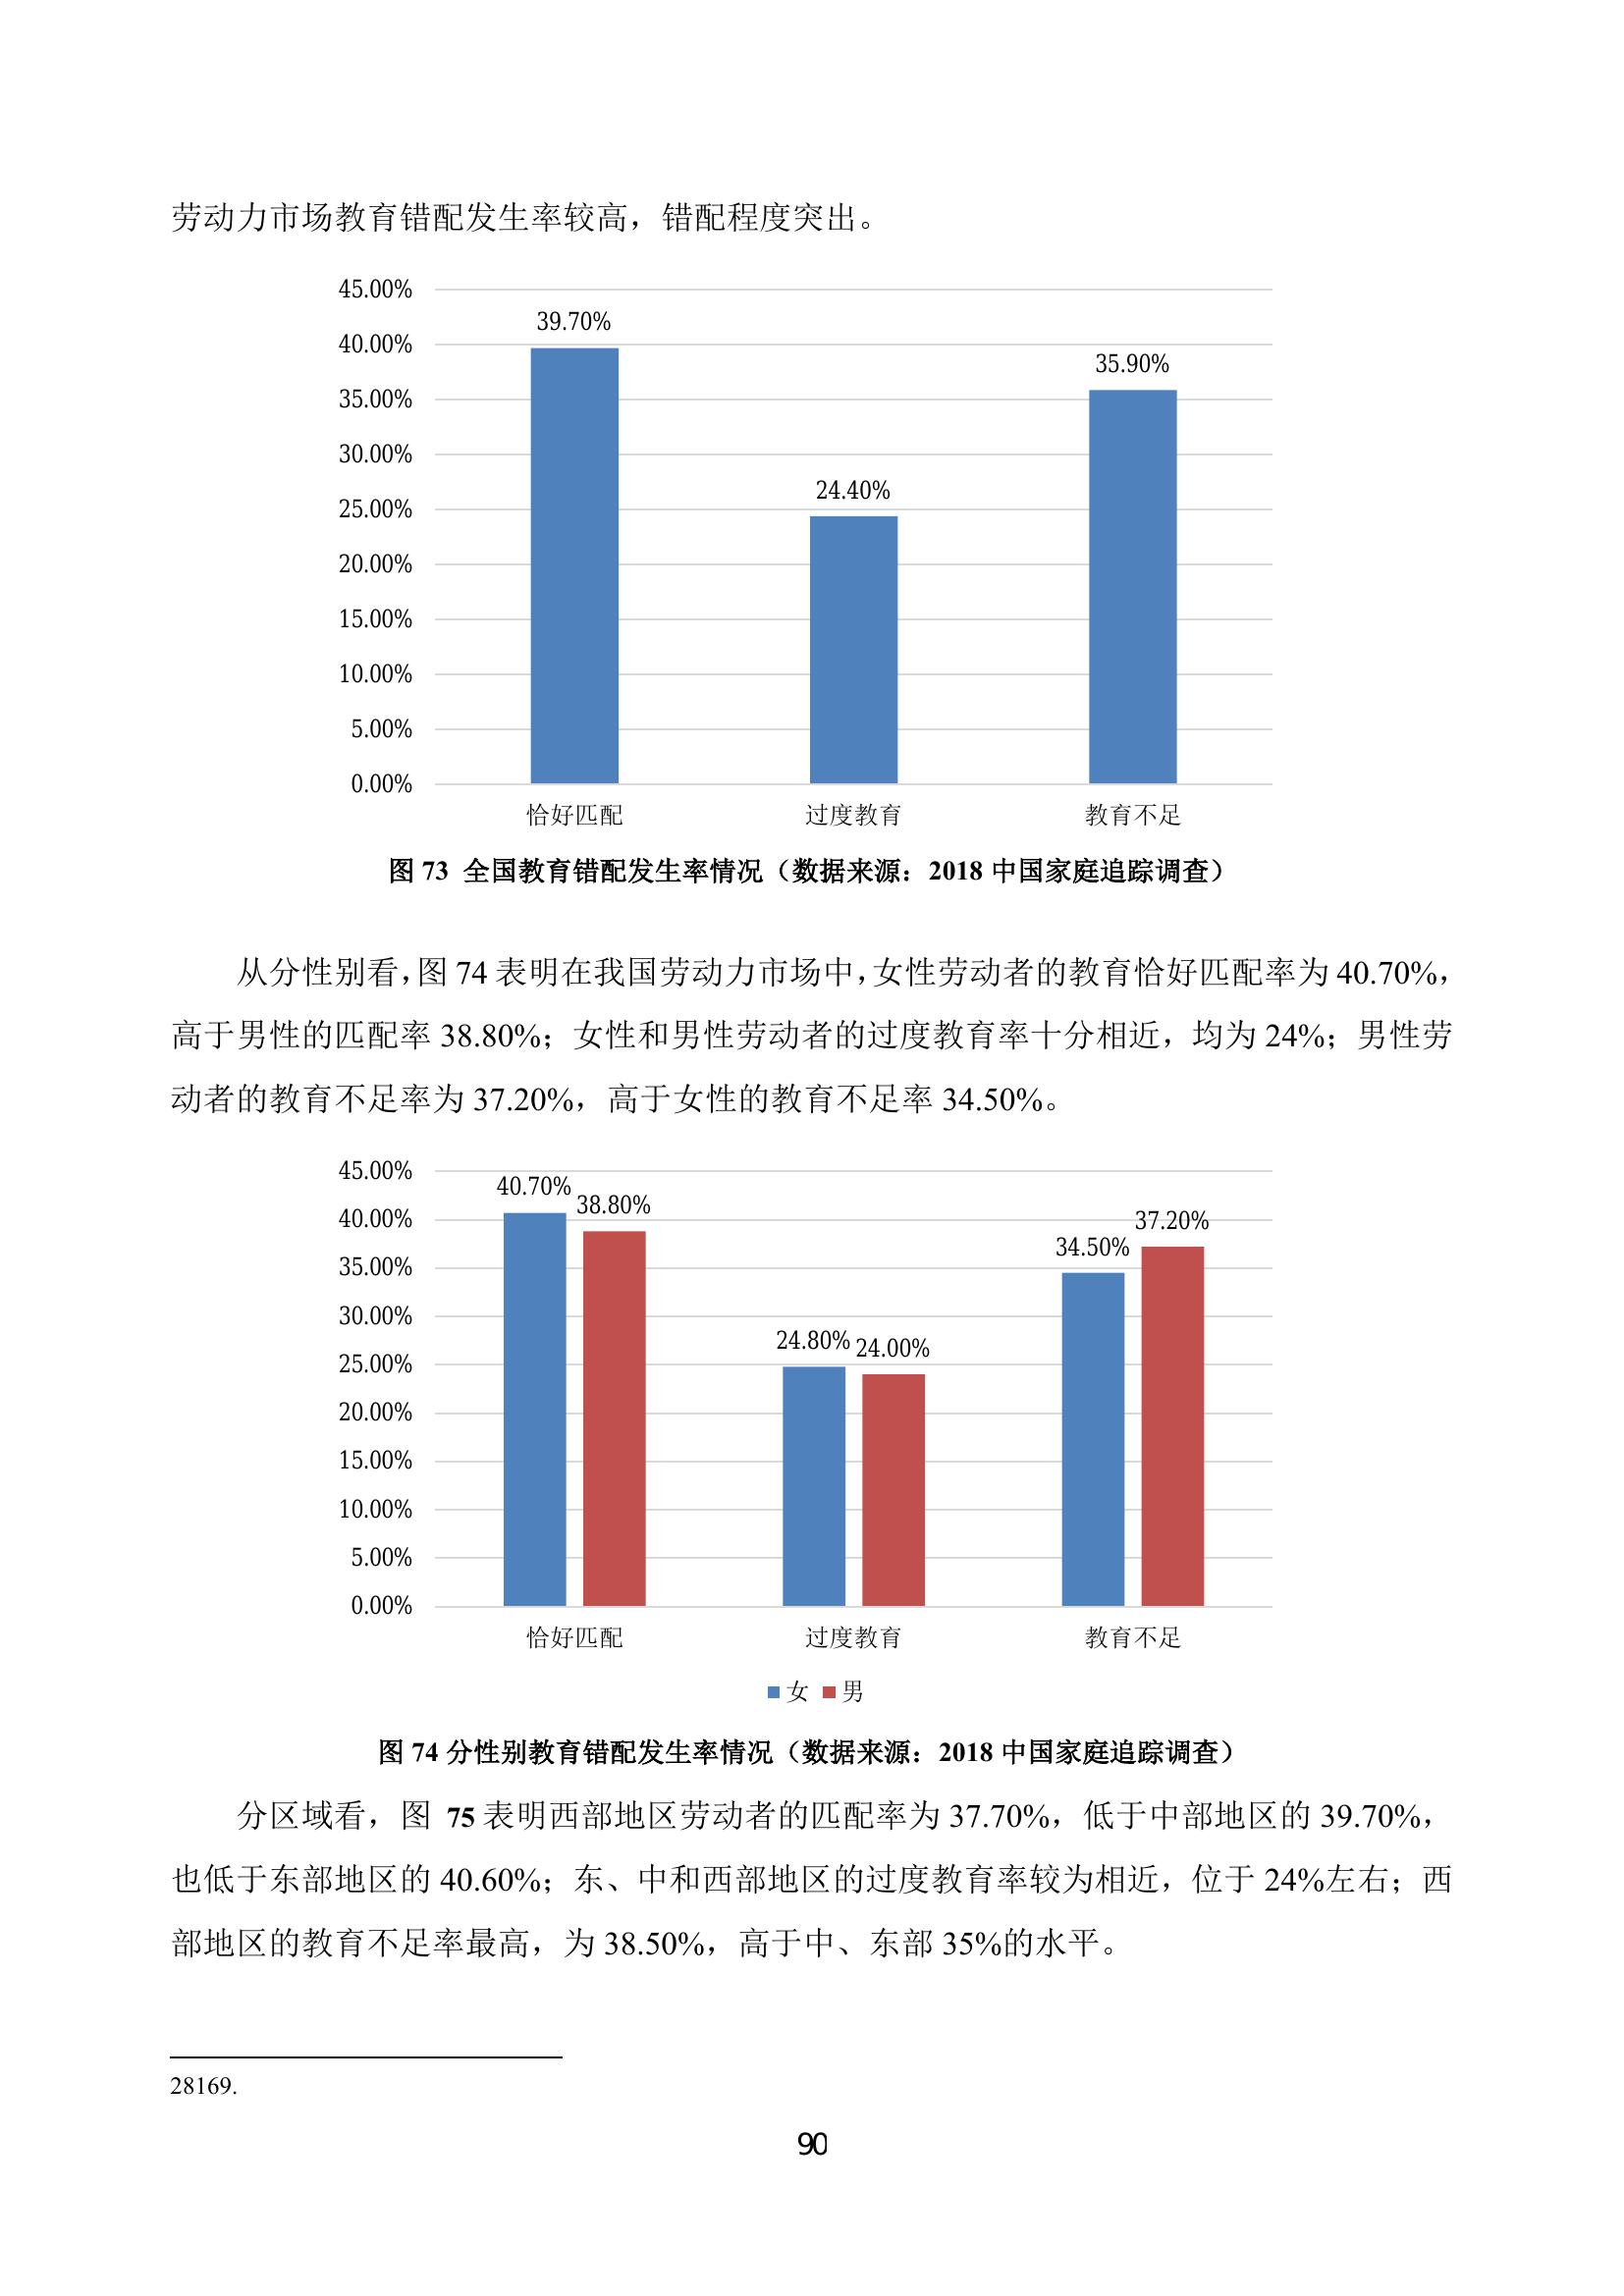 劳动力市场教育错配发生率较高，错配程度突出。
45.00%
40.00%
35.00%
30.00%
25.00%
20.00%
15.00%
10.00%
5.00%
0.00%
39.70%
24.40%
35.90%
恰好匹配 过度教育 教育不足
图 73 全国教育错配发生率情况（数据来源：2018 中国家庭追踪调查）
从分性别看，图 74 表明在我国劳动力市场中，女性劳动者的教育恰好匹配率为 40.70%，
高于男性的匹配率 38.80%；女性和男性劳动者的过度教育率十分相近，均为 24%；男性劳
动者的教育不足率为 37.20%，高于女性的教育不足率 34.50%。
45.00%
40.00%
35.00%
30.00%
25.00%
20.00%
15.00%
10.00%
5.00%
0.00%
40.70% 38.80%
24.80% 24.00%
34.50% 37.20%
恰好匹配 过度教育 教育不足
女 男
图 74 分性别教育错配发生率情况（数据来源：2018 中国家庭追踪调查）
分区域看，图 75 表明西部地区劳动者的匹配率为 37.70%，低于中部地区的 39.70%，
也低于东部地区的 40.60%；东、中和西部地区的过度教育率较为相近，位于 24%左右；西
部地区的教育不足率最高，为 38.50%，高于中、东部 35%的水平。
28169.
90